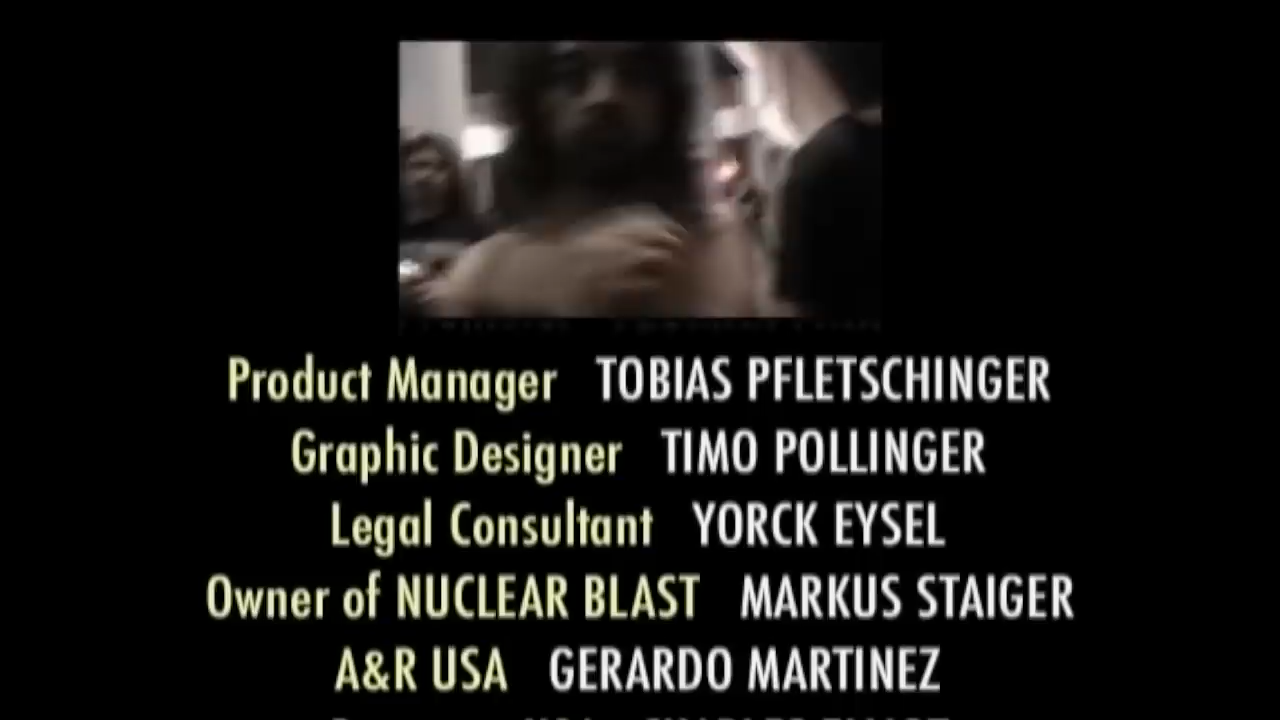 Product Manager TOBIAS PFLETSCHINGER
Graphic Designer TIMO POLLINGER
Legal Consultant YORCK EYSEL
Owner of NUCLEAR BLAST MARKUS STAIGER
A&R USA GERARDO MARTINEZ